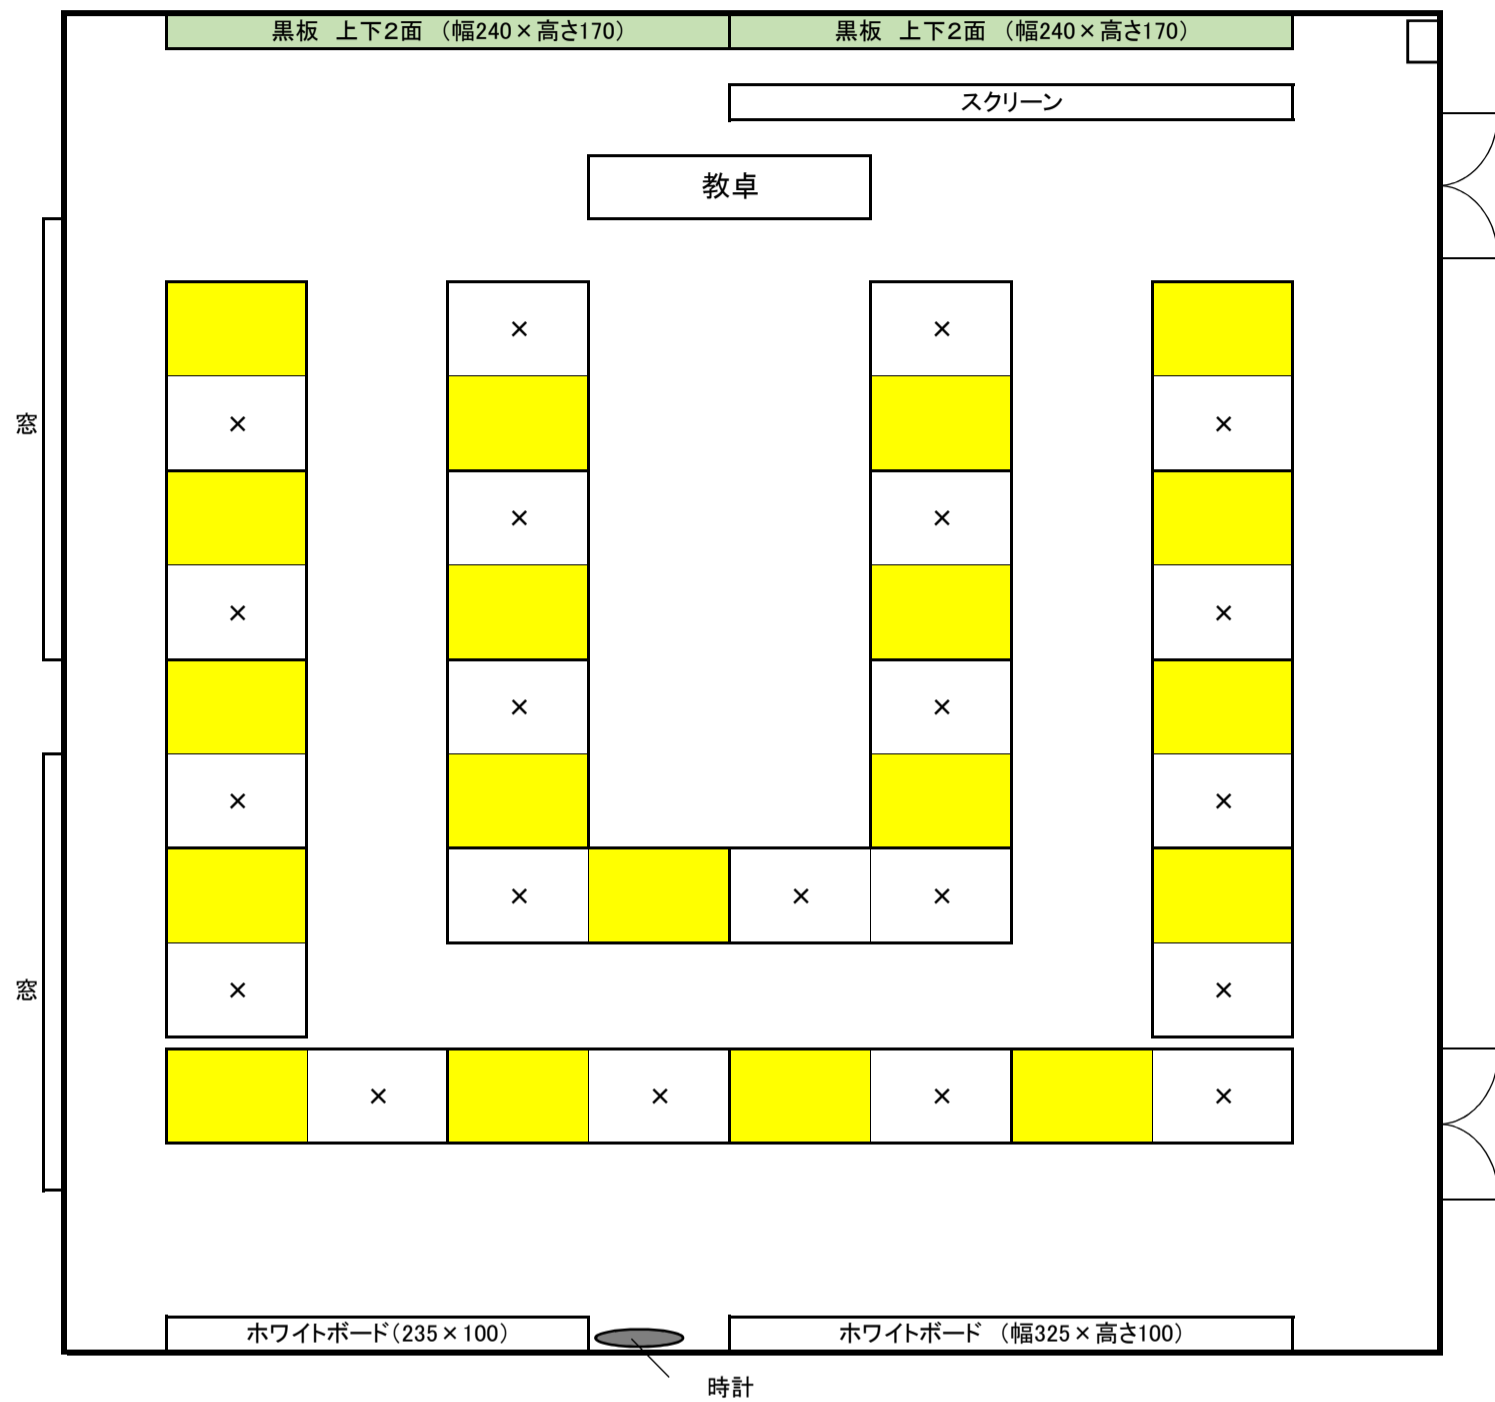 黒板　上下２面　（幅240×高さ170）
黒板　上下２面　（幅240×高さ170）
スクリーン
教卓
× ×
窓 × ×
× ×
× ×
× ×
× ×
× × ×
窓 × ×
× × × ×
ホワイトボード（235×100）
ホワイトボード　（幅325×高さ100）
時計